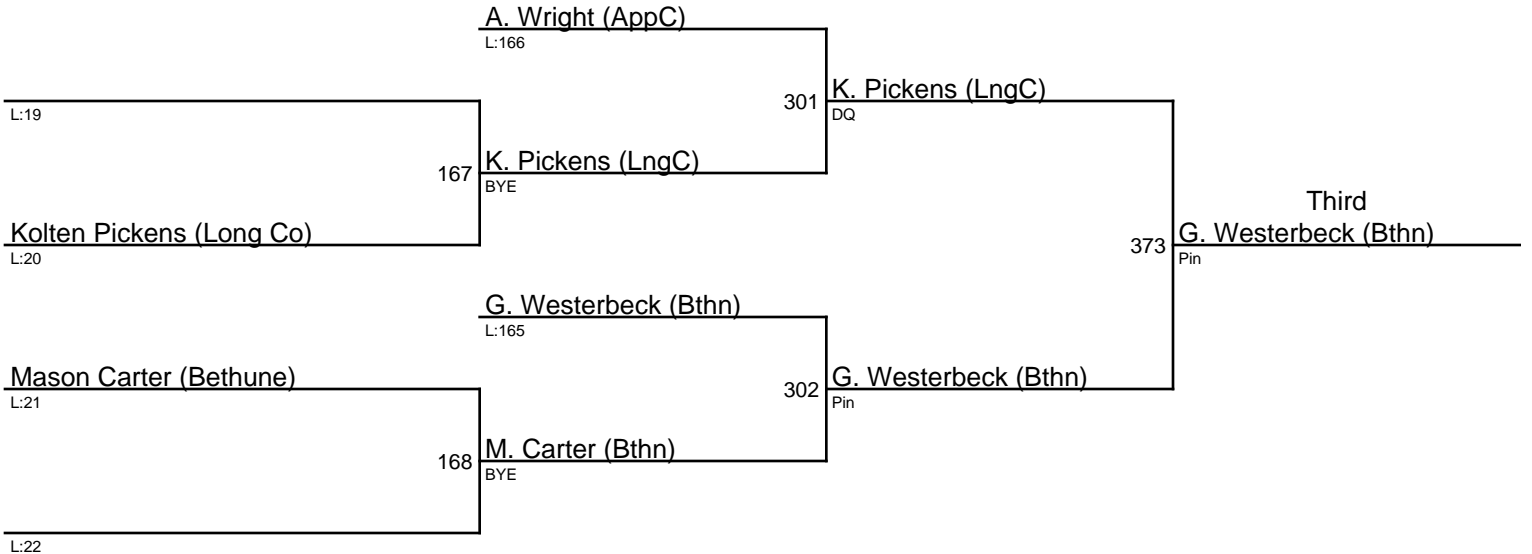 A. Wright (AppC)
L:166
301
K. Pickens (LngC)
DQ
L:19
167
K. Pickens (LngC)
BYE
Kolten Pickens (Long Co)
L:20
Third
373
G. Westerbeck (Bthn)
Pin
G. Westerbeck (Bthn)
L:165
Mason Carter (Bethune)
L:21
302
G. Westerbeck (Bthn)
Pin
168
M. Carter (Bthn)
BYE
L:22